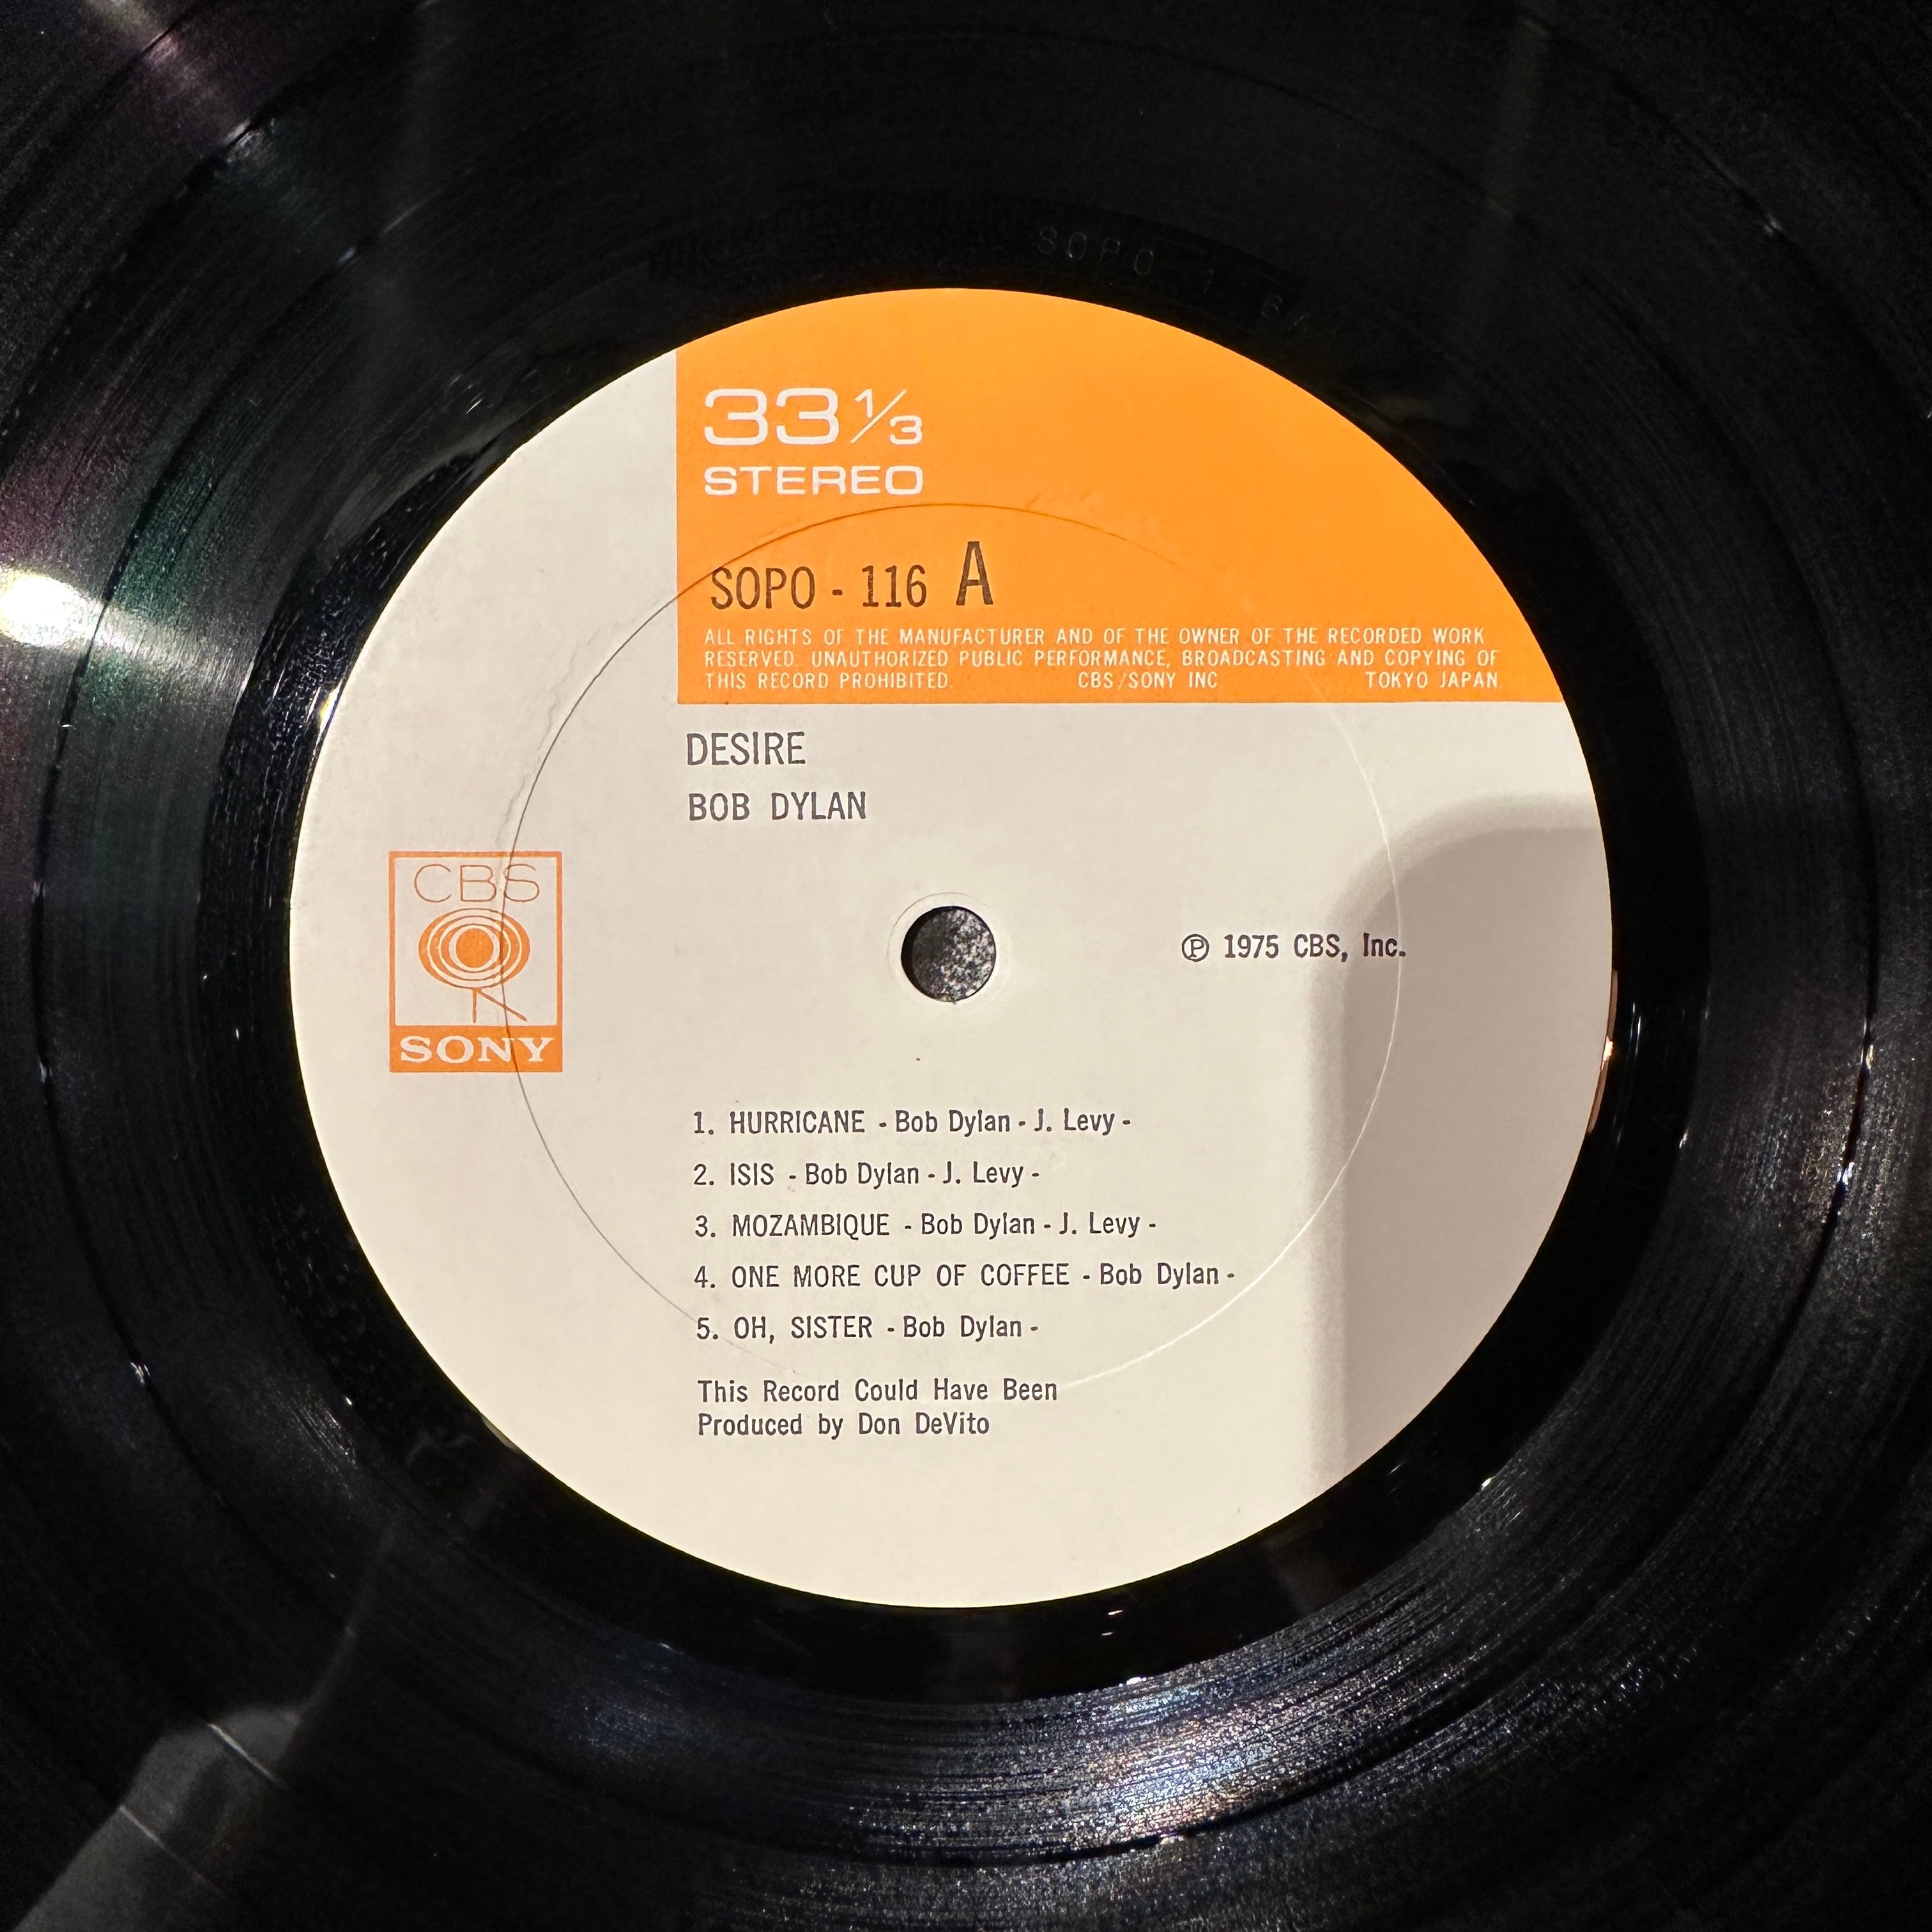 33 1/3
STEREO
SOPO - 116 A
ALL RIGHTS OF THE MANUFACTURER AND OF THE OWNER OF THE RECORDED WORK
RESERVED. UNAUTHORIZED PUBLIC PERFORMANCE, BROADCASTING AND COPYING OF
THIS RECORD PROHIBITED. CBS/SONY INC. TOKYO JAPAN
DESIRE
BOB DYLAN
CBS
SONY
℗ 1975 CBS, Inc.
1. HURRICANE - Bob Dylan - J. Levy -
2. ISIS - Bob Dylan - J. Levy -
3. MOZAMBIQUE - Bob Dylan - J. Levy -
4. ONE MORE CUP OF COFFEE - Bob Dylan -
5. OH, SISTER - Bob Dylan -
This Record Could Have Been
Produced by Don DeVito